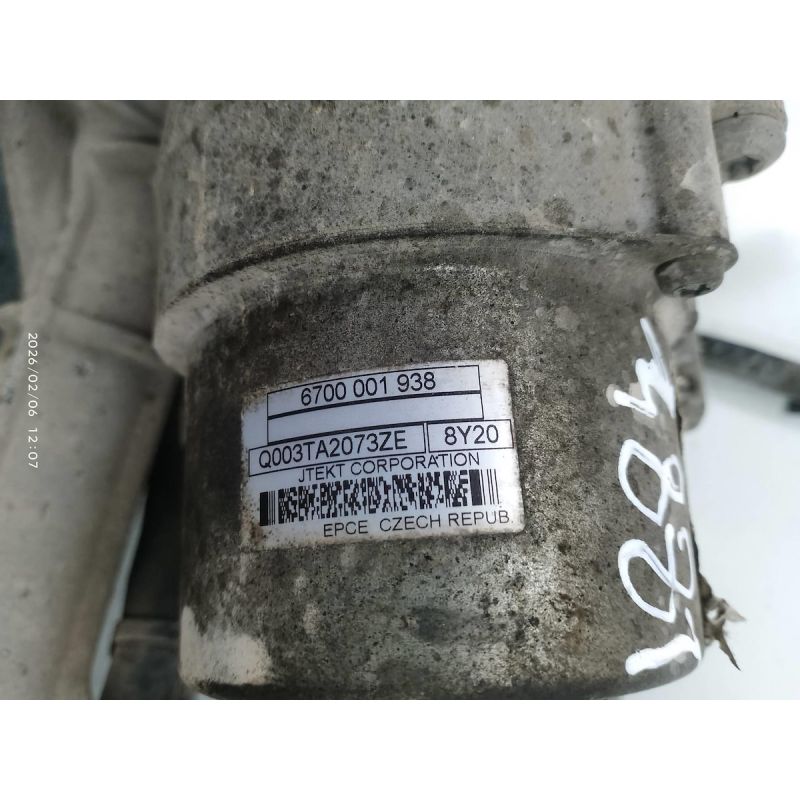 6700 001 938
Q003TA2073ZE 8Y20
JTEKT CORPORATION
EPCE CZECH REPUB.
2026/02/06 12:07